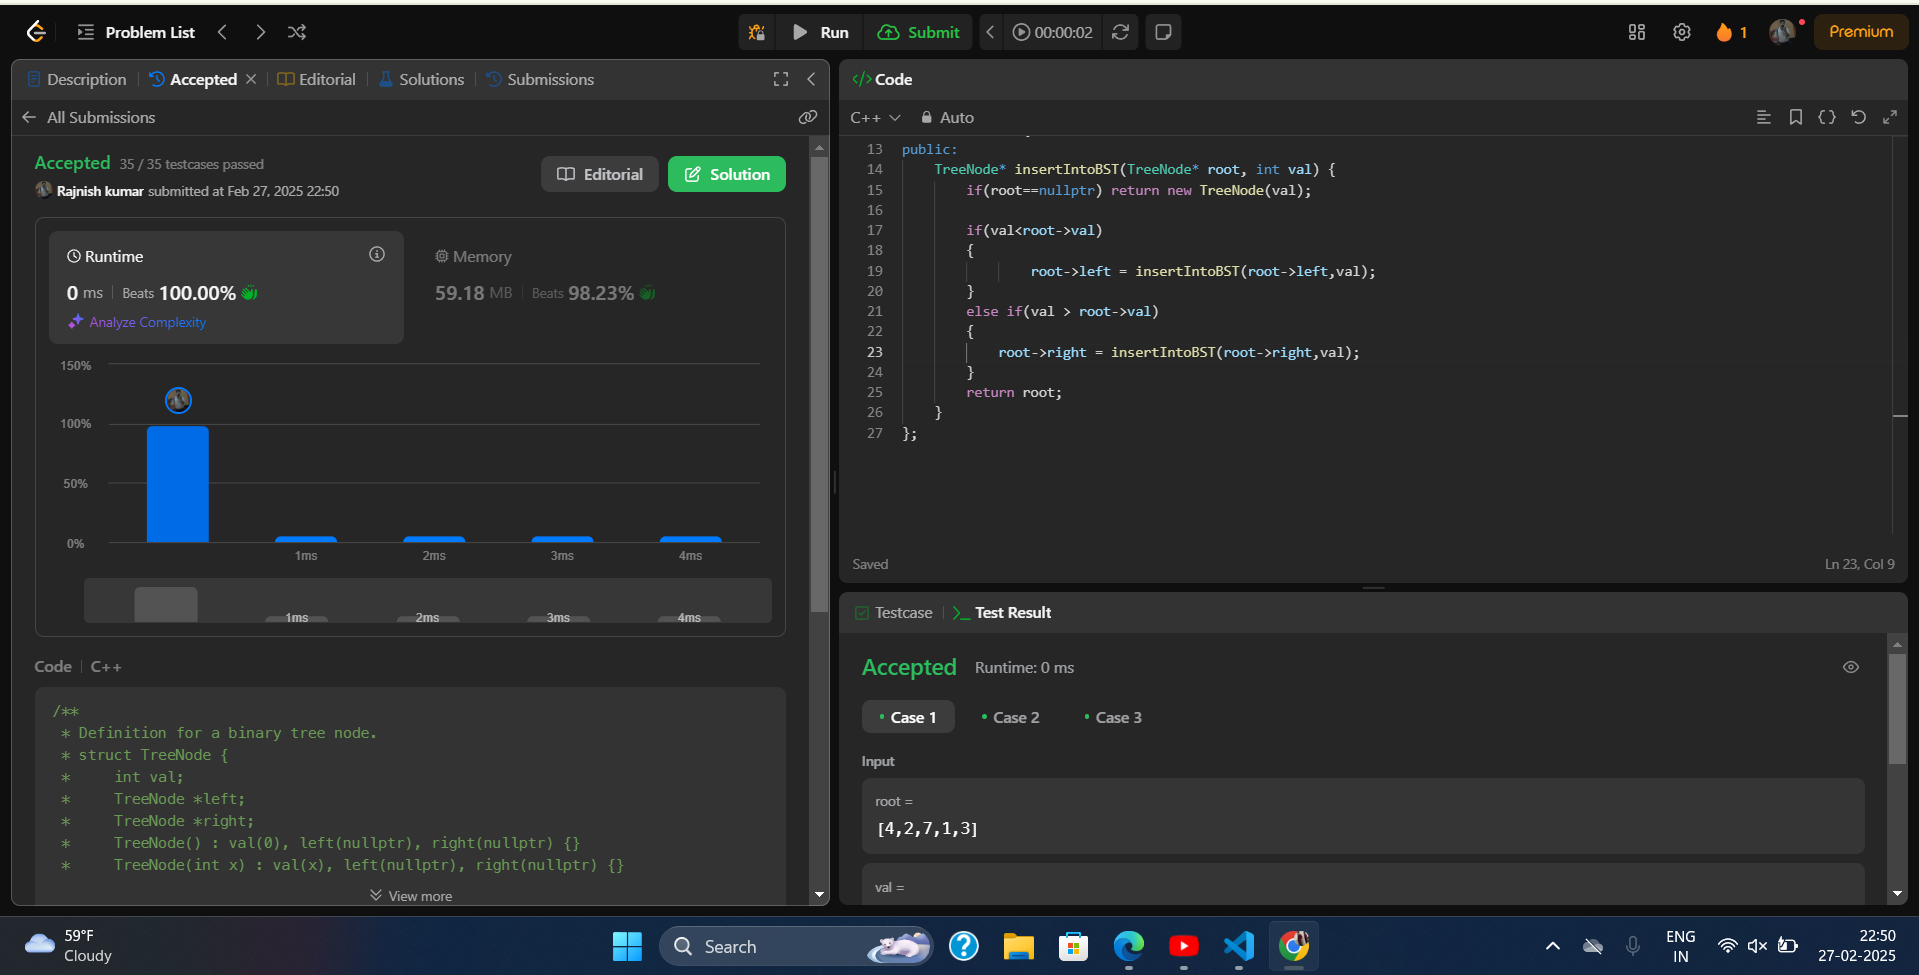 Problem List
Run
Submit
00:00:02
1
Premium
Description
Accepted
Editorial
Solutions
Submissions
All Submissions
Accepted 35 / 35 testcases passed
Rajnish kumar submitted at Feb 27, 2025 22:50
Editorial
Solution
Runtime
0 ms Beats 100.00%
Analyze Complexity
Memory
59.18 MB Beats 98.23%
150%
100%
50%
0%
1ms 2ms 3ms 4ms
1ms 2ms 3ms 4ms
Code C++
/**
* Definition for a binary tree node.
* struct TreeNode {
*     int val;
*     TreeNode *left;
*     TreeNode *right;
*     TreeNode() : val(0), left(nullptr), right(nullptr) {}
*     TreeNode(int x) : val(x), left(nullptr), right(nullptr) {}
View more
</> Code
C++ Auto
13 public:
14     TreeNode* insertIntoBST(TreeNode* root, int val) {
15         if(root==nullptr) return new TreeNode(val);
16
17         if(val<root->val)
18         {
19                 root->left = insertIntoBST(root->left,val);
20         }
21         else if(val > root->val)
22         {
23             root->right = insertIntoBST(root->right,val);
24         }
25         return root;
26     }
27 };
Saved
Ln 23, Col 9
Testcase
>_ Test Result
Accepted Runtime: 0 ms
Case 1
Case 2
Case 3
Input
root =
[4,2,7,1,3]
val =
59°F
Cloudy
Search
ENG
IN
22:50
27-02-2025